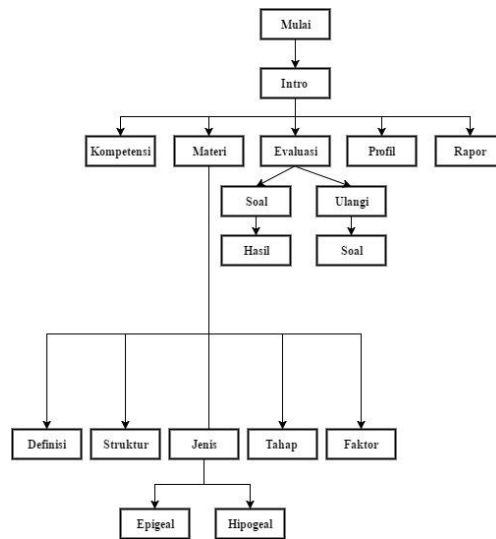 Mulai
Intro
Kompetensi
Materi
Evaluasi
Profil
Rapor
Soal
Ulangi
Hasil
Soal
Definisi
Struktur
Jenis
Tahap
Faktor
Epigeal
Hipogeal